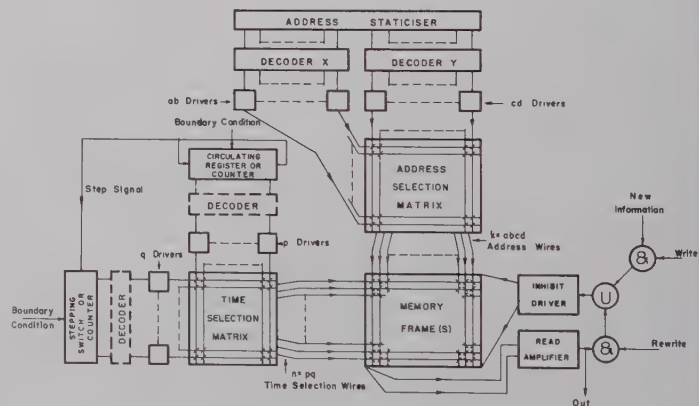 ADDRESS STATICISER
DECODER X
DECODER Y
ab Drivers
cd Drivers
Boundary Condition
CIRCULATING
REGISTER OR
COUNTER
ADDRESS
SELECTION
MATRIX
Step Signal
DECODER
New
Information
k=abcd
Address Wires
q Drivers
p Drivers
&
Write
Boundary
Condition
STEPPING
SWITCH OR
COUNTER
DECODER
TIME
SELECTION
MATRIX
MEMORY
FRAME(S)
INHIBIT
DRIVER
U
READ
AMPLIFIER
&
Rewrite
n=pq
Time Selection Wires
Out